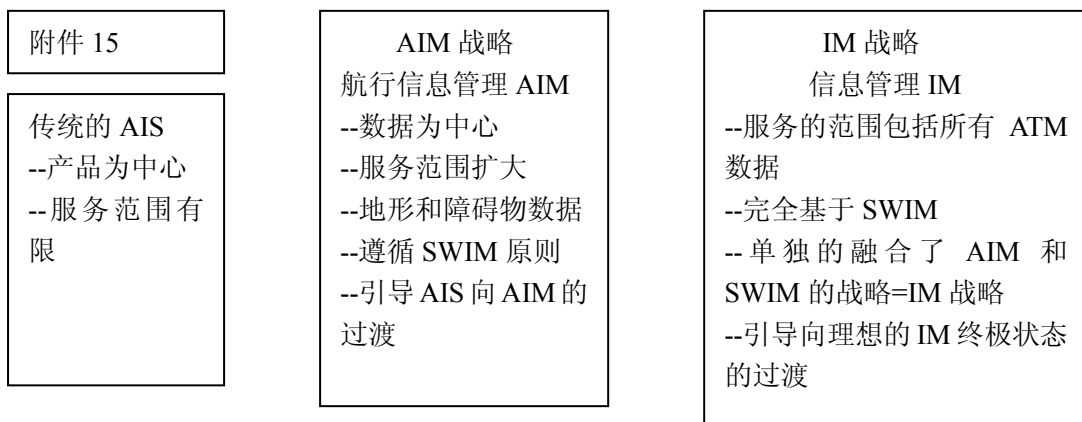 附件 15
传统的 AIS
--产品为中心
--服务范围有
限
AIM 战略
航行信息管理 AIM
--数据为中心
--服务范围扩大
--地形和障碍物数据
--遵循 SWIM 原则
--引导 AIS 向 AIM 的
过渡
IM 战略
信息管理 IM
--服务的范围包括所有 ATM
数据
--完全基于 SWIM
--单独的融合了 AIM 和
SWIM 的战略=IM 战略
--引导向理想的 IM 终极状态
的过渡